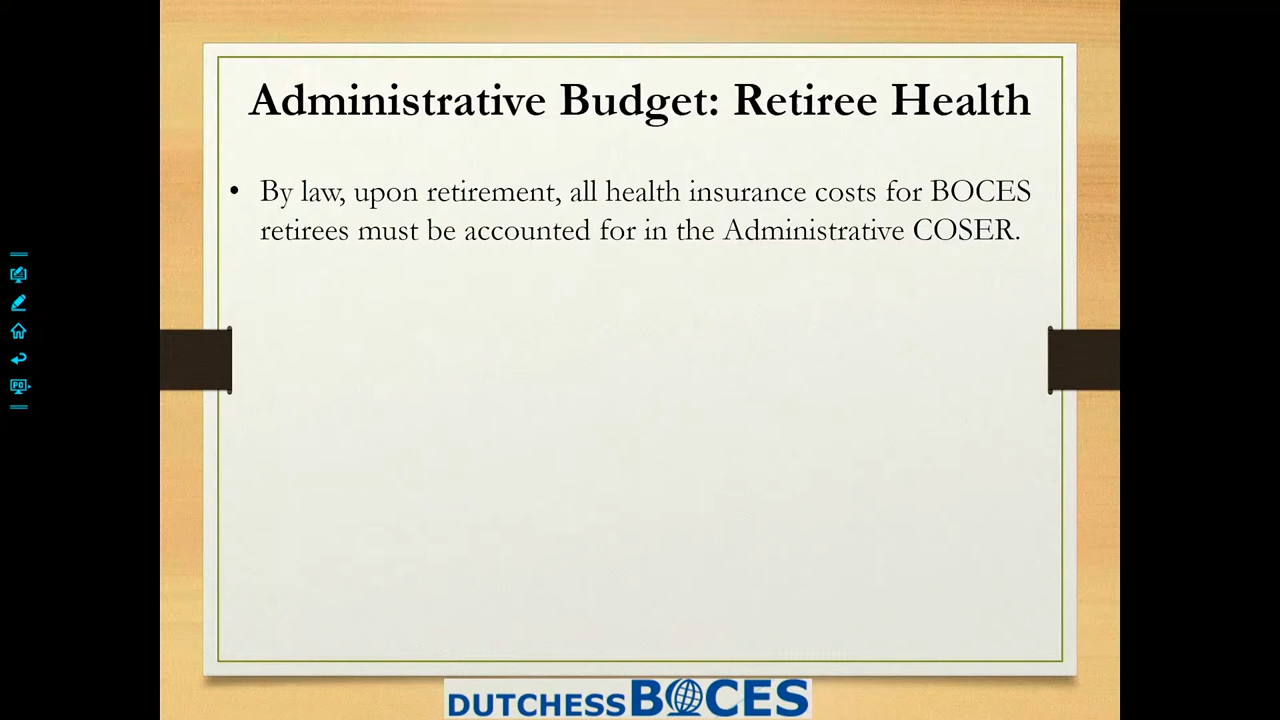 Administrative Budget: Retiree Health
• By law, upon retirement, all health insurance costs for BOCES
retirees must be accounted for in the Administrative COSER.
DUTCHESS BOCES